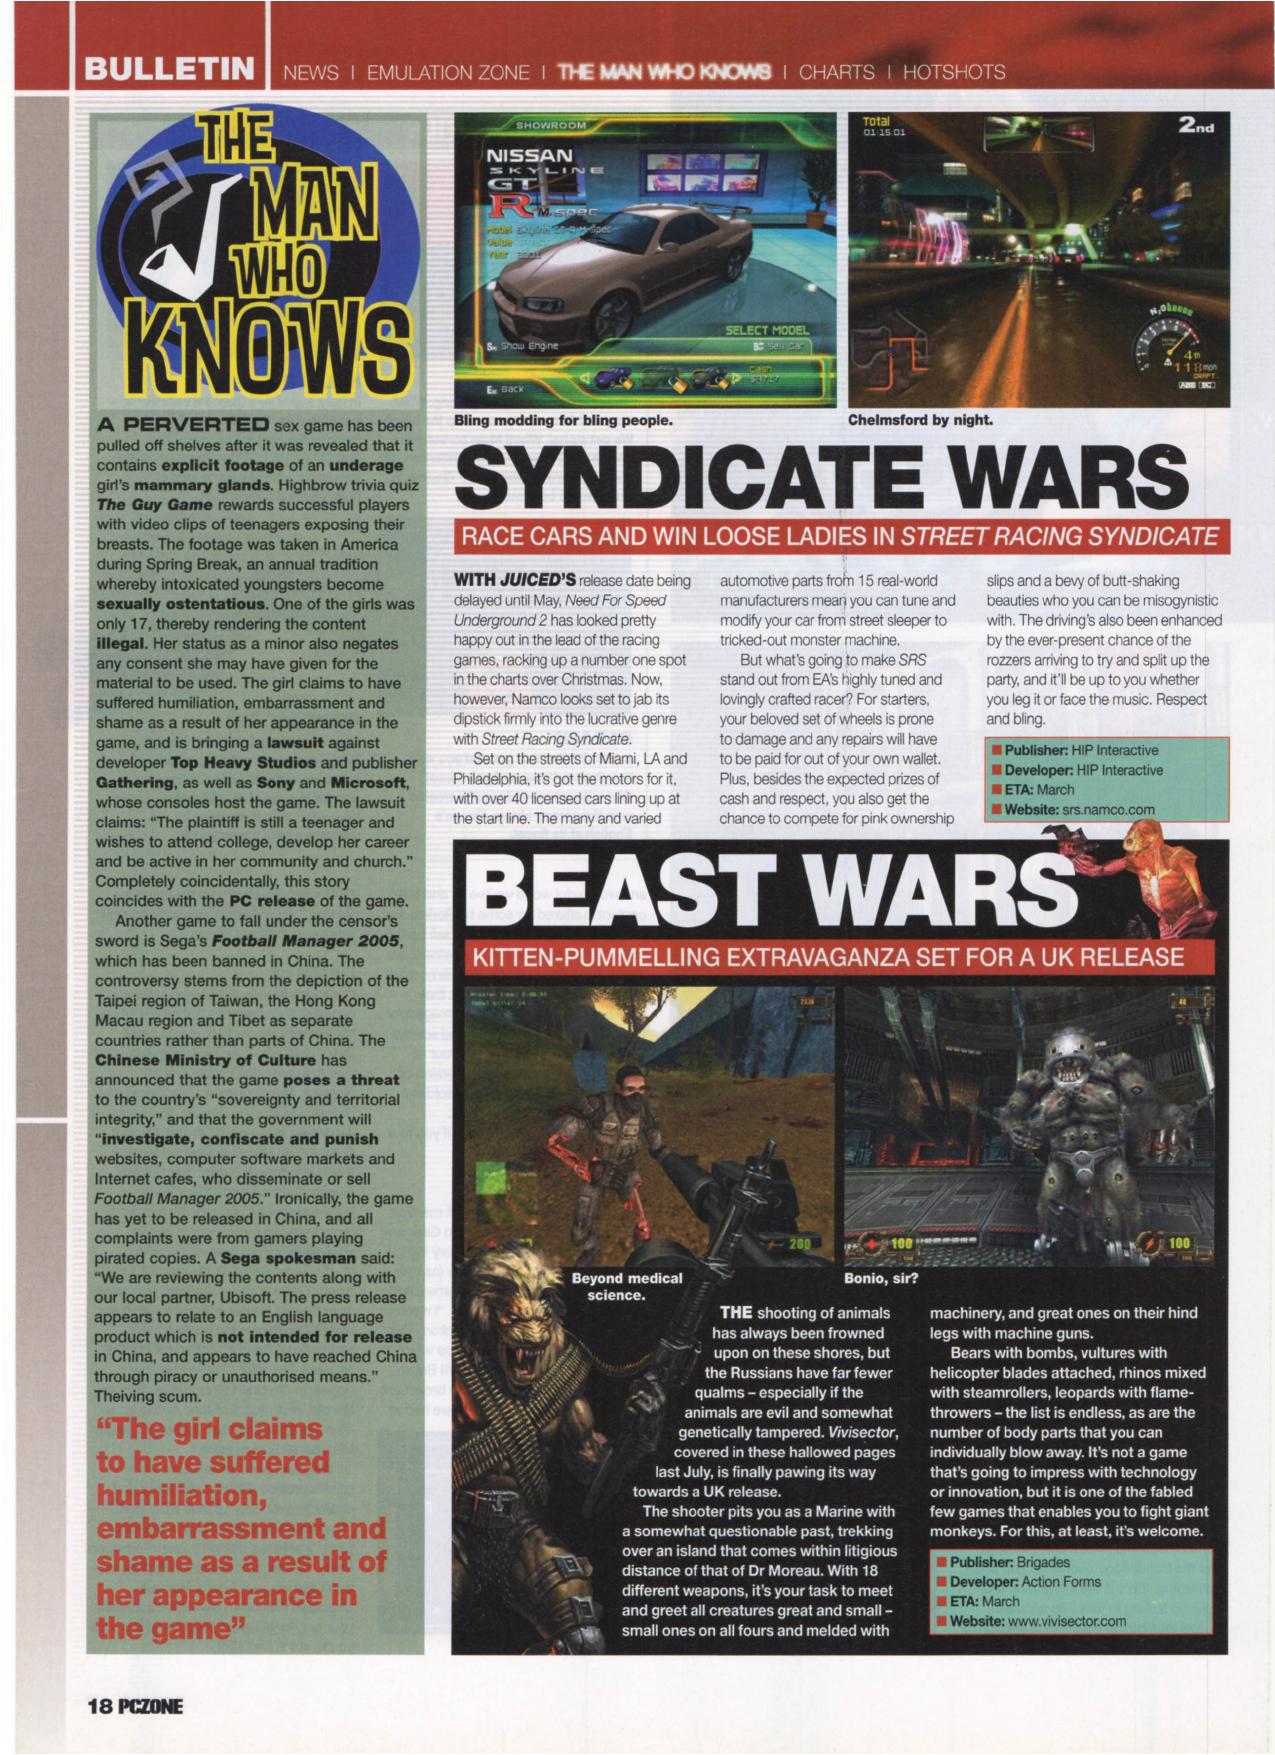 BULLETIN
NEWS | EMULATION ZONE | THE MAN WHO KNOWS | CHARTS | HOTSHOTS
THE
MAN
WHO
KNOWS
A PERVERTED sex game has been
pulled off shelves after it was revealed that it
contains explicit footage of an underage
girl's mammary glands. Highbrow trivia quiz
The Guy Game rewards successful players
with video clips of teenagers exposing their
breasts. The footage was taken in America
during Spring Break, an annual tradition
whereby intoxicated youngsters become
sexually ostentatious. One of the girls was
only 17, thereby rendering the content
illegal. Her status as a minor also negates
any consent she may have given for the
material to be used. The girl claims to have
suffered humiliation, embarrassment and
shame as a result of her appearance in the
game, and is bringing a lawsuit against
developer Top Heavy Studios and publisher
Gathering, as well as Sony and Microsoft,
whose consoles host the game. The lawsuit
claims: “The plaintiff is still a teenager and
wishes to attend college, develop her career
and be active in her community and church.”
Completely coincidentally, this story
coincides with the PC release of the game.
Another game to fall under the censor's
sword is Sega's Football Manager 2005,
which has been banned in China. The
controversy stems from the depiction of the
Taipei region of Taiwan, the Hong Kong
Macau region and Tibet as separate
countries rather than parts of China. The
Chinese Ministry of Culture has
announced that the game poses a threat
to the country's “sovereignty and territorial
integrity,” and that the government will
“investigate, confiscate and punish
websites, computer software markets and
Internet cafes, who disseminate or sell
Football Manager 2005.” Ironically, the game
has yet to be released in China, and all
complaints were from gamers playing
pirated copies. A Sega spokesman said:
“We are reviewing the contents along with
our local partner, Ubisoft. The press release
appears to relate to an English language
product which is not intended for release
in China, and appears to have reached China
through piracy or unauthorised means.”
Theiving scum.
“The girl claims
to have suffered
humiliation,
embarrassment and
shame as a result of
her appearance in
the game”
SHOWROOM
NISSAN
SKYLINE
GT
R M-spec
Model Skyline GT-R M-Spec
Value
Year 2001
SELECT MODEL
Show Engine
Sell Car
Cash
Back
Bling modding for bling people.
Total
01:15.01
2nd
N2O
4th
118mph
DRIFT
ABS
Chelmsford by night.
SYNDICATE WARS
RACE CARS AND WIN LOOSE LADIES IN STREET RACING SYNDICATE
WITH JUICED'S release date being
delayed until May, Need For Speed
Underground 2 has looked pretty
happy out in the lead of the racing
games, racking up a number one spot
in the charts over Christmas. Now,
however, Namco looks set to jab its
dipstick firmly into the lucrative genre
with Street Racing Syndicate.
Set on the streets of Miami, LA and
Philadelphia, it's got the motors for it,
with over 40 licensed cars lining up at
the start line. The many and varied
automotive parts from 15 real-world
manufacturers mean you can tune and
modify your car from street sleeper to
tricked-out monster machine.
But what's going to make SRS
stand out from EA's highly tuned and
lovingly crafted racer? For starters,
your beloved set of wheels is prone
to damage and any repairs will have
to be paid for out of your own wallet.
Plus, besides the expected prizes of
cash and respect, you also get the
chance to compete for pink ownership
slips and a bevy of butt-shaking
beauties who you can be misogynistic
with. The driving's also been enhanced
by the ever-present chance of the
rozzers arriving to try and split up the
party, and it'll be up to you whether
you leg it or face the music. Respect
and bling.
Publisher: HIP Interactive
Developer: HIP Interactive
ETA: March
Website: srs.namco.com
BEAST WARS
KITTEN-PUMMELLING EXTRAVAGANZA SET FOR A UK RELEASE
200
100
100
Beyond medical
science.
Bonio, sir?
THE shooting of animals
has always been frowned
upon on these shores, but
the Russians have far fewer
qualms – especially if the
animals are evil and somewhat
genetically tampered. Vivisector,
covered in these hallowed pages
last July, is finally pawing its way
towards a UK release.
The shooter pits you as a Marine with
a somewhat questionable past, trekking
over an island that comes within litigious
distance of that of Dr Moreau. With 18
different weapons, it's your task to meet
and greet all creatures great and small –
small ones on all fours and melded with
machinery, and great ones on their hind
legs with machine guns.
Bears with bombs, vultures with
helicopter blades attached, rhinos mixed
with steamrollers, leopards with flame-
throwers – the list is endless, as are the
number of body parts that you can
individually blow away. It's not a game
that's going to impress with technology
or innovation, but it is one of the fabled
few games that enables you to fight giant
monkeys. For this, at least, it's welcome.
Publisher: Brigades
Developer: Action Forms
ETA: March
Website: www.vivisector.com
18 PCZONE